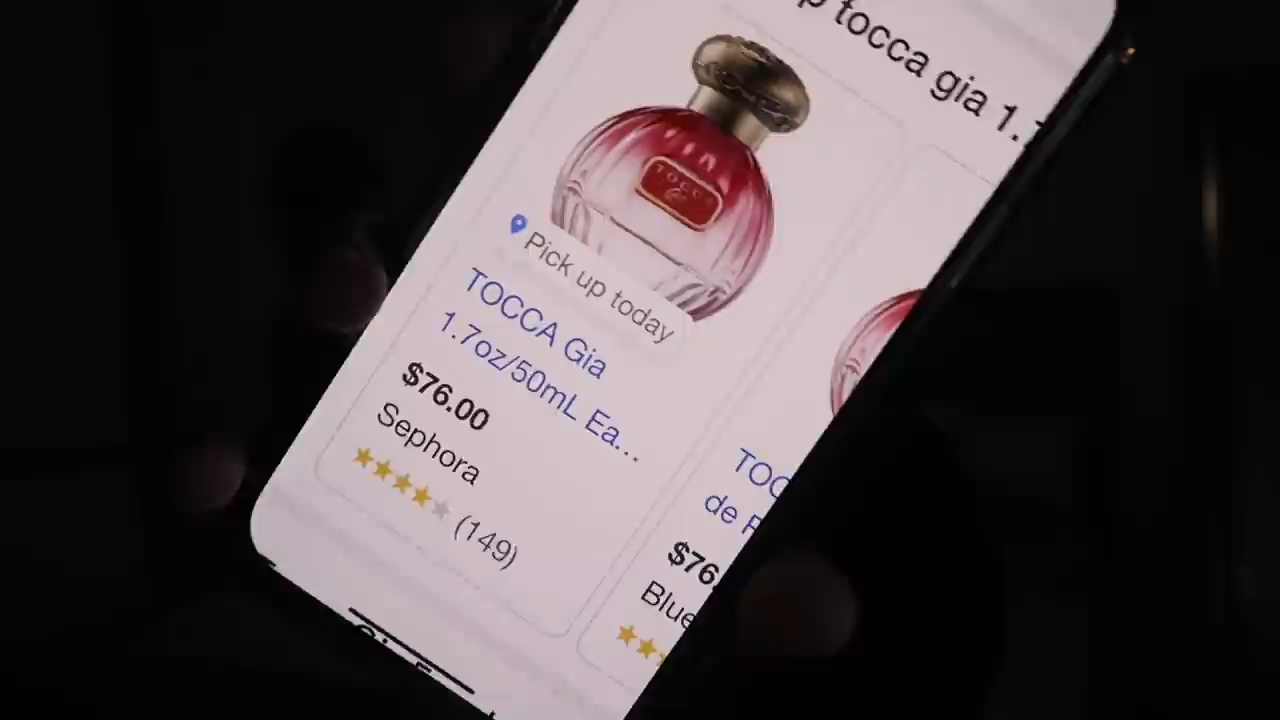 tocca gia 1.
TOCCA
Pick up today
TOCCA Gia
1.7oz/50mL Ea...
$76.00
Sephora
(149)
TOC
de
$76.
Blue